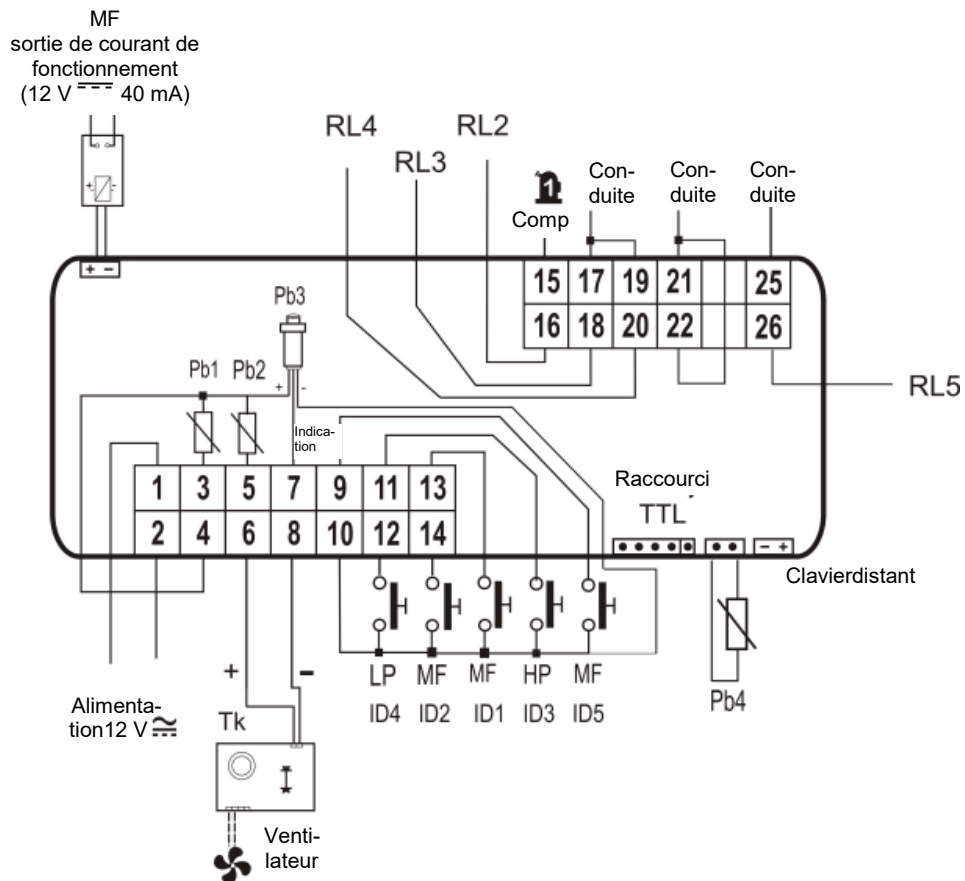 MF
sortie de courant de
fonctionnement
(12 V ⎓ 40 mA)
RL4
RL3
RL2
1
Comp
Con-
duite
Con-
duite
Con-
duite
+ -
15 17 19 21 25
16 18 20 22 26
RL5
Pb3
Pb1
Pb2
+ -
Indica-
tion
+ -
1 3 5 7 9 11 13
2 4 6 8 10 12 14
Raccourci
TTL
- +
Clavierdistant
LP MF MF HP MF
ID4 ID2 ID1 ID3 ID5
Pb4
+ -
Alimenta-
tion12 V ≂
Tk
Venti-
lateur